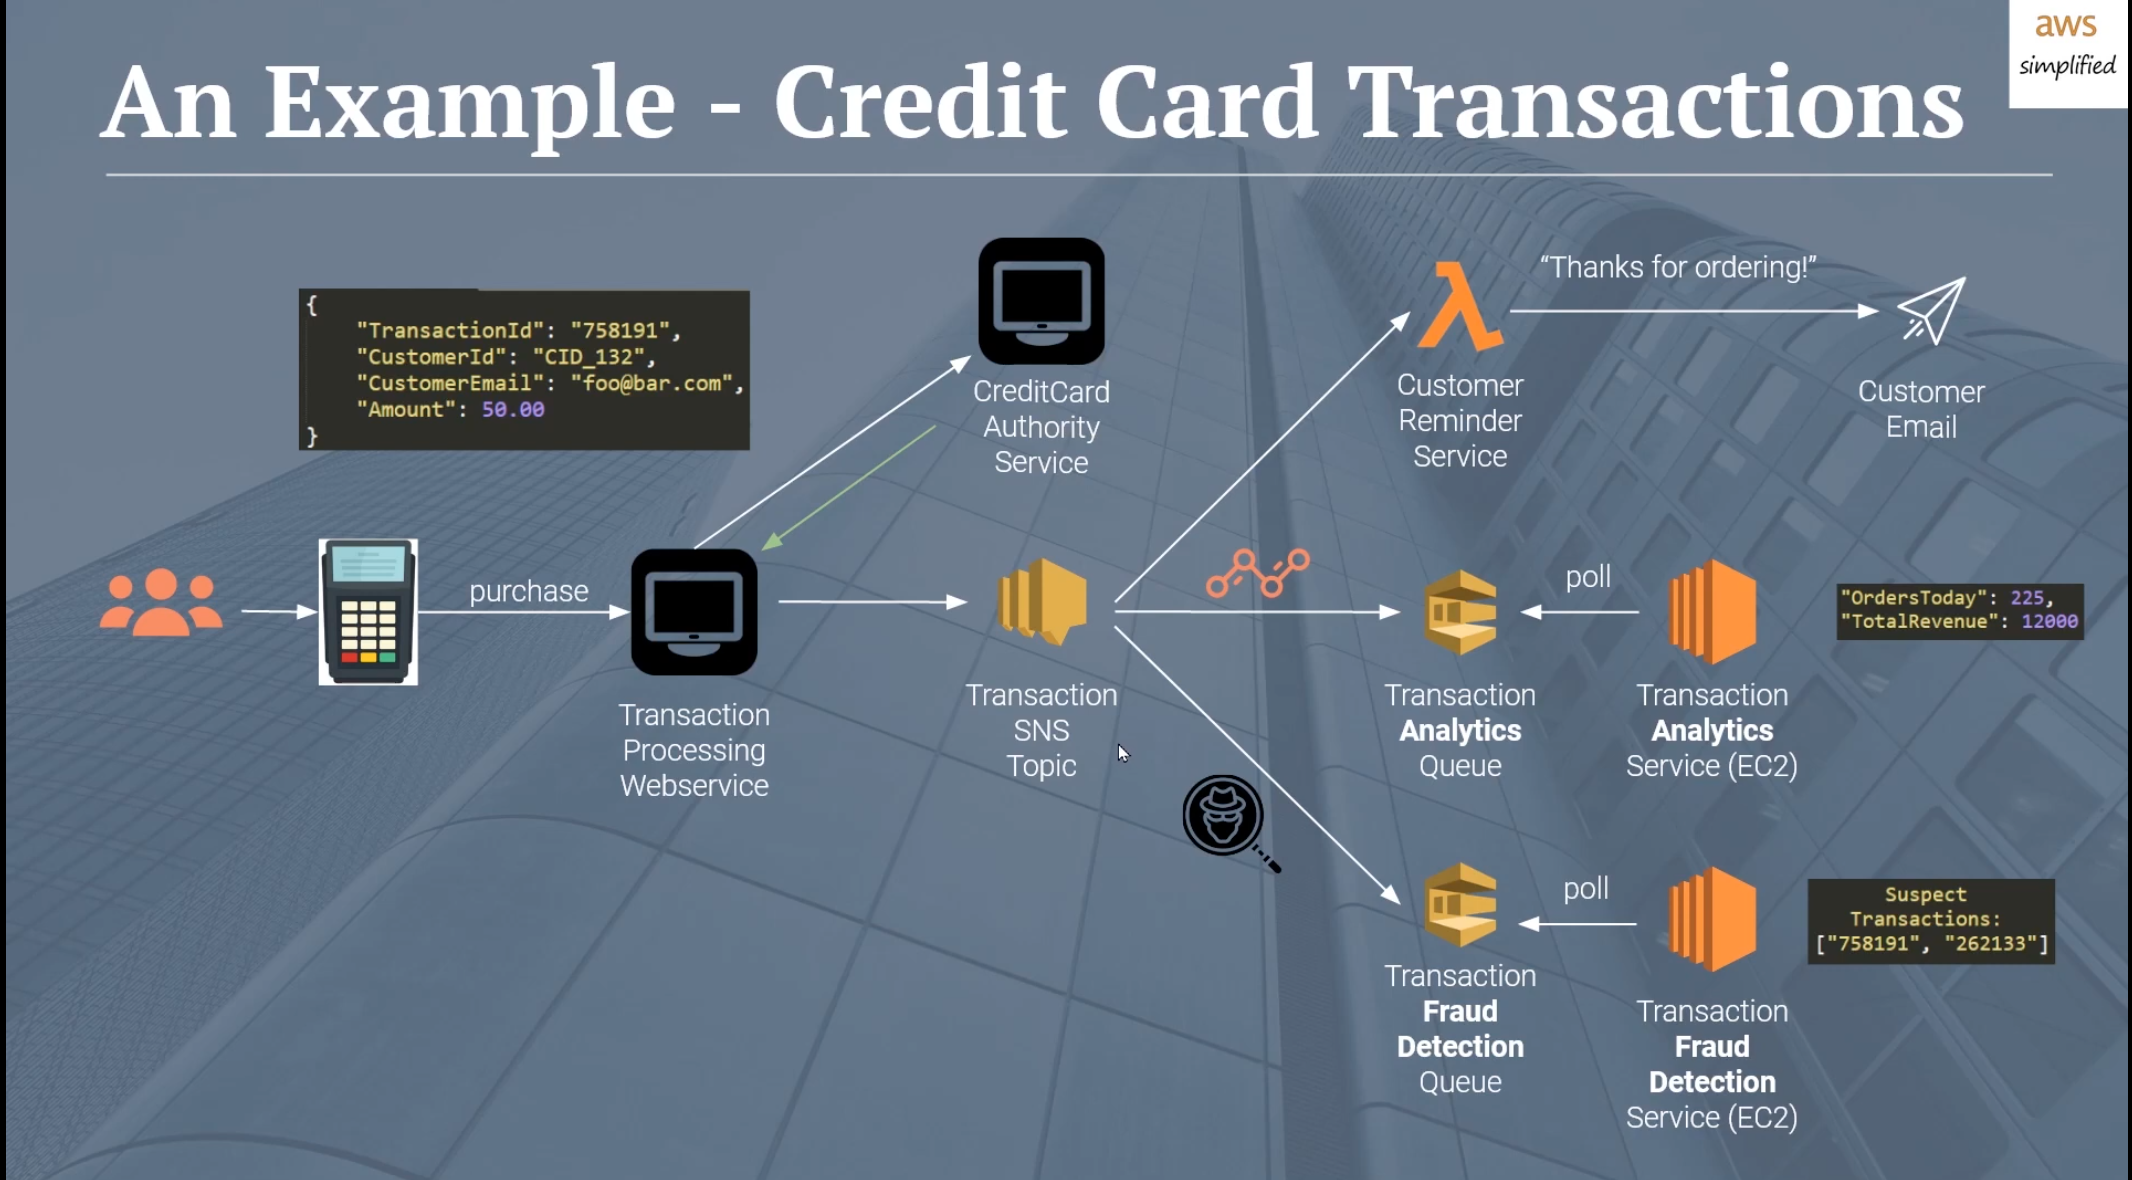 aws
simplified
An Example - Credit Card Transactions
{
"TransactionId": "758191",
"CustomerId": "CID_132",
"CustomerEmail": "foo@bar.com",
"Amount": 50.00
}
CreditCard
Authority
Service
Customer
Reminder
Service
“Thanks for ordering!”
Customer
Email
purchase
Transaction
Processing
Webservice
Transaction
SNS
Topic
Transaction
Analytics
Queue
poll
Transaction
Analytics
Service (EC2)
"OrdersToday": 225,
"TotalRevenue": 12000
Transaction
Fraud
Detection
Queue
poll
Transaction
Fraud
Detection
Service (EC2)
Suspect
Transactions:
["758191", "262133"]